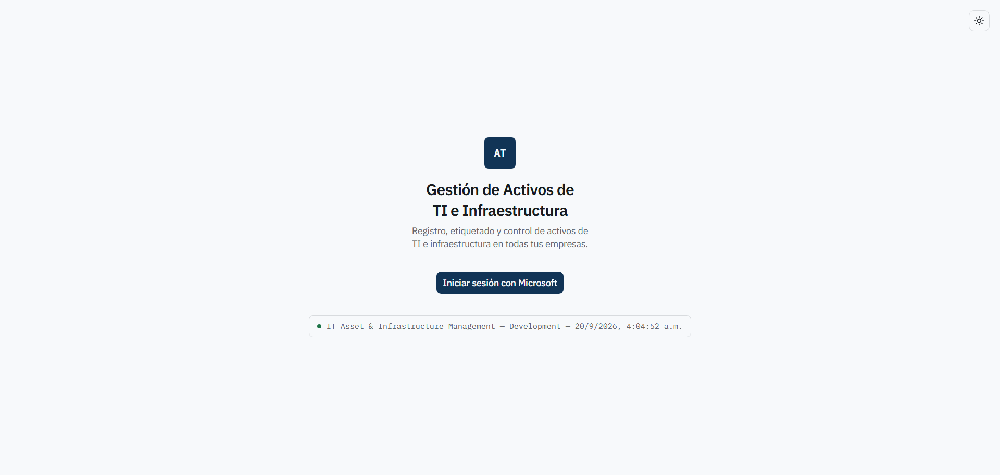 AT
Gestión de Activos de
TI e Infraestructura
Registro, etiquetado y control de activos de
TI e infraestructura en todas tus empresas.
Iniciar sesión con Microsoft
IT Asset & Infrastructure Management — Development — 20/9/2026, 4:04:52 a.m.